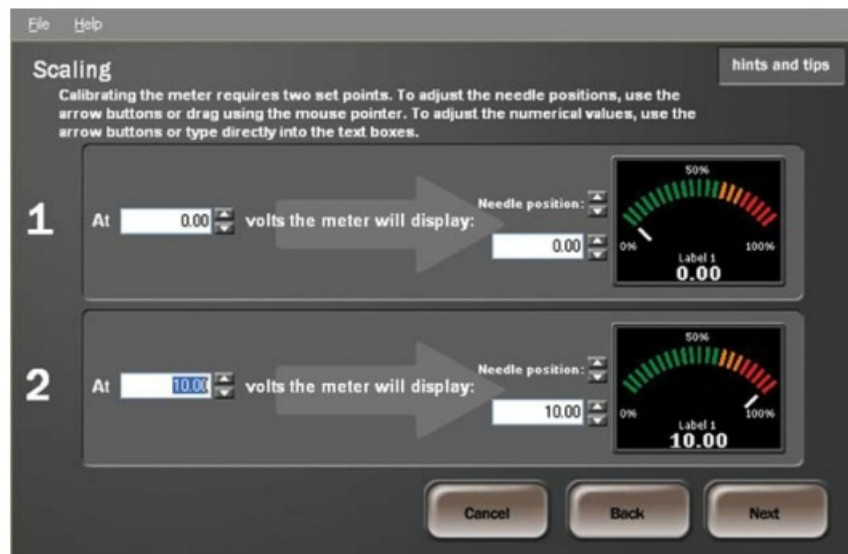 File Help
Scaling
hints and tips
Calibrating the meter requires two set points. To adjust the needle positions, use the
arrow buttons or drag using the mouse pointer. To adjust the numerical values, use the
arrow buttons or type directly into the text boxes.
1
At 0.00 volts the meter will display:
Needle position:
0.00
50%
0% 100%
Label 1
0.00
2
At 10.00 volts the meter will display:
Needle position:
10.00
50%
0% 100%
Label 1
10.00
Cancel Back Next